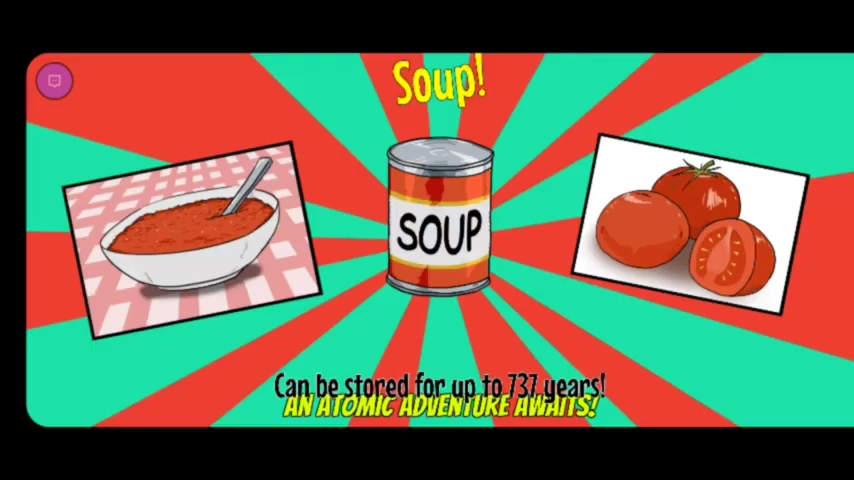 Soup!
SOUP
Can be stored for up to 737 years!
AN ATOMIC ADVENTURE AWAITS!